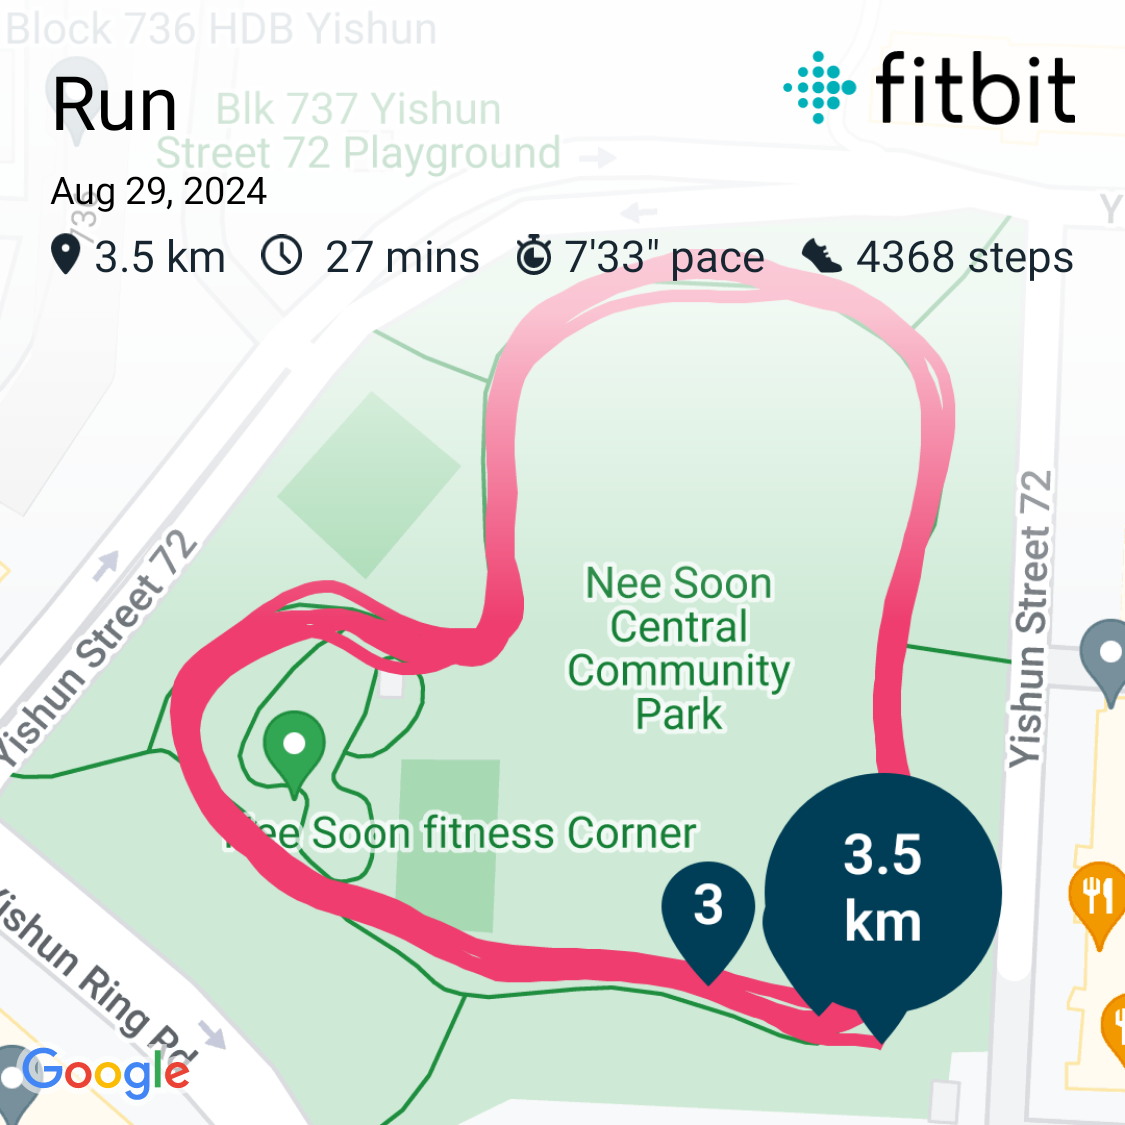 Block 736 HDB Yishun
Run
fitbit
Blk 737 Yishun
Street 72 Playground
Aug 29, 2024
736
Y
3.5 km
27 mins
7'33" pace
4368 steps
Yishun Street 72
Yishun Street 72
Nee Soon
Central
Community
Park
Nee Soon fitness Corner
3.5
km
3
Yishun Ring Rd
Google